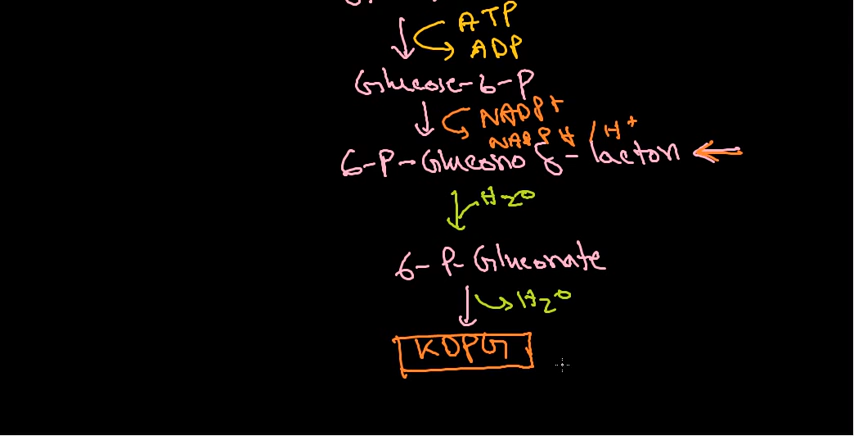 ATP
ADP
Glucose-6-P
NADP+
NADPH /H+
6-P-Glucono δ-lacton
H2O
6-P-Gluconate
H2O
KDPG